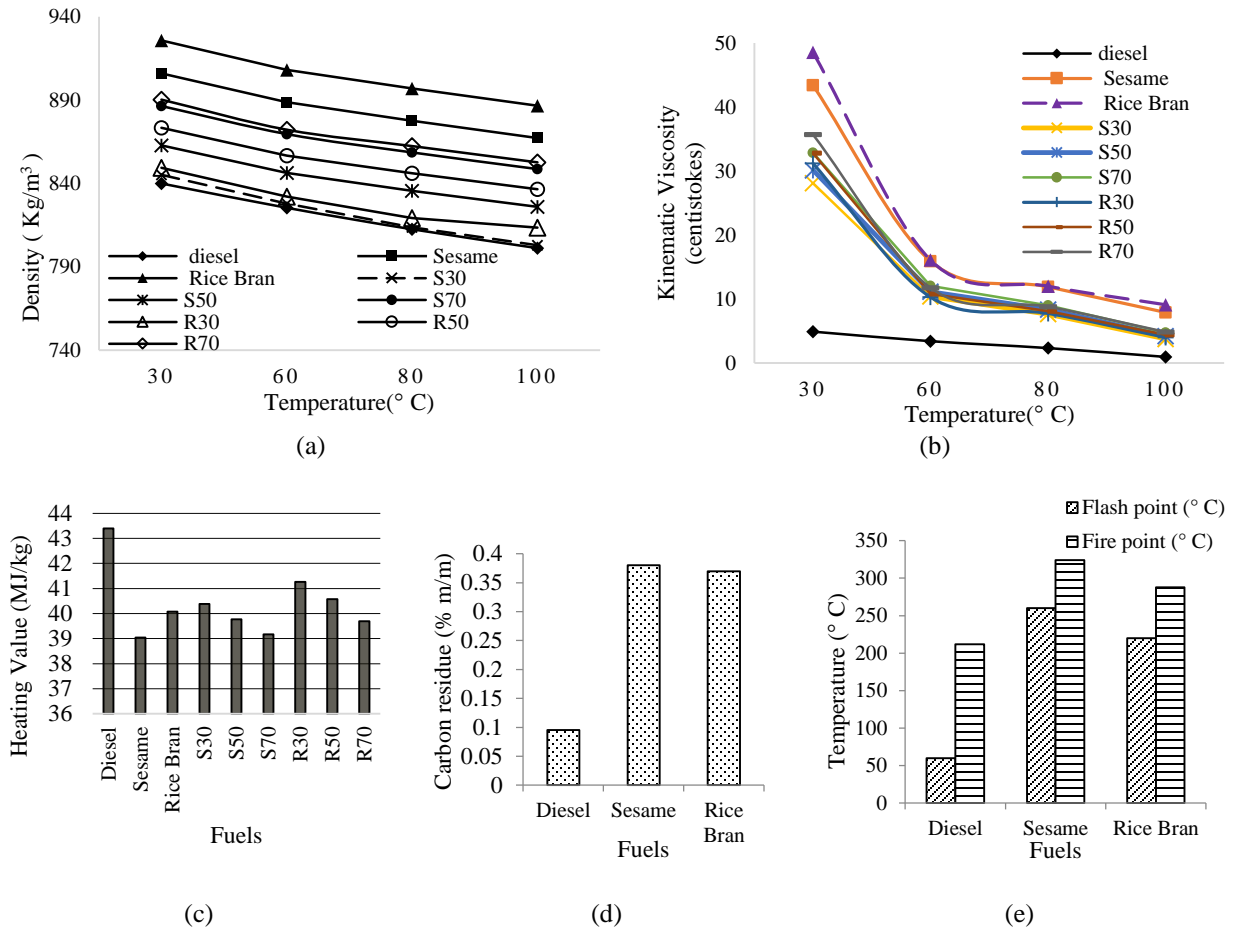 940
890
840
790
740
Density ( Kg/m³)
diesel
Sesame
Rice Bran
S30
S50
S70
R30
R50
R70
30 60 80 100
Temperature(° C)
(a)
50
40
30
20
10
0
Kinematic Viscosity
(centistokes)
diesel
Sesame
Rice Bran
S30
S50
S70
R30
R50
R70
30 60 80 100
Temperature(° C)
(b)
44
43
42
41
40
39
38
37
36
Heating Value (MJ/kg)
Diesel
Sesame
Rice Bran
S30
S50
S70
R30
R50
R70
Fuels
(c)
0.4
0.35
0.3
0.25
0.2
0.15
0.1
0.05
0
Carbon residue (% m/m)
Diesel Sesame Rice
Bran
Fuels
(d)
Flash point (° C)
Fire point (° C)
350
300
250
200
150
100
50
0
Temperature (° C)
Diesel Sesame Rice Bran
Fuels
(e)